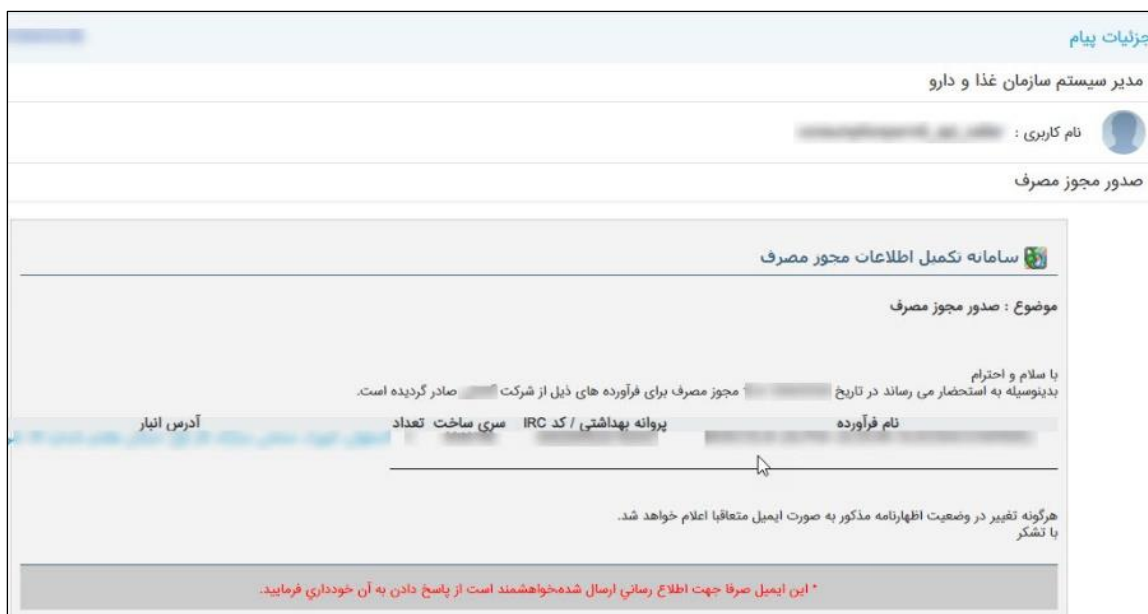 جزئیات پیام
مدیر سیستم سازمان غذا و دارو
نام کاربری :
صدور مجوز مصرف
سامانه تکمیل اطلاعات مجوز مصرف
موضوع : صدور مجوز مصرف
با سلام و احترام
بدینوسیله به استحضار می رساند در تاریخ مجوز مصرف برای فرآورده های ذیل از شرکت صادر گردیده است.
نام فرآورده پروانه بهداشتی / کد IRC سری ساخت تعداد آدرس انبار
هرگونه تغییر در وضعیت اظهارنامه مذکور به صورت ایمیل متعاقبا اعلام خواهد شد.
با تشکر
* این ایمیل صرفا جهت اطلاع رساني ارسال شده،خواهشمند است از پاسخ دادن به آن خودداري فرمایید.